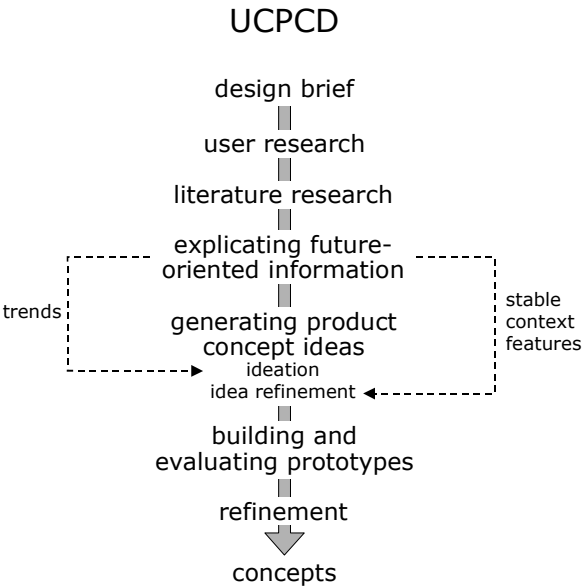 UCPCD
design brief
user research
literature research
explicating future-
oriented information
trends
stable
context
features
generating product
concept ideas
ideation
idea refinement
building and
evaluating prototypes
refinement
concepts